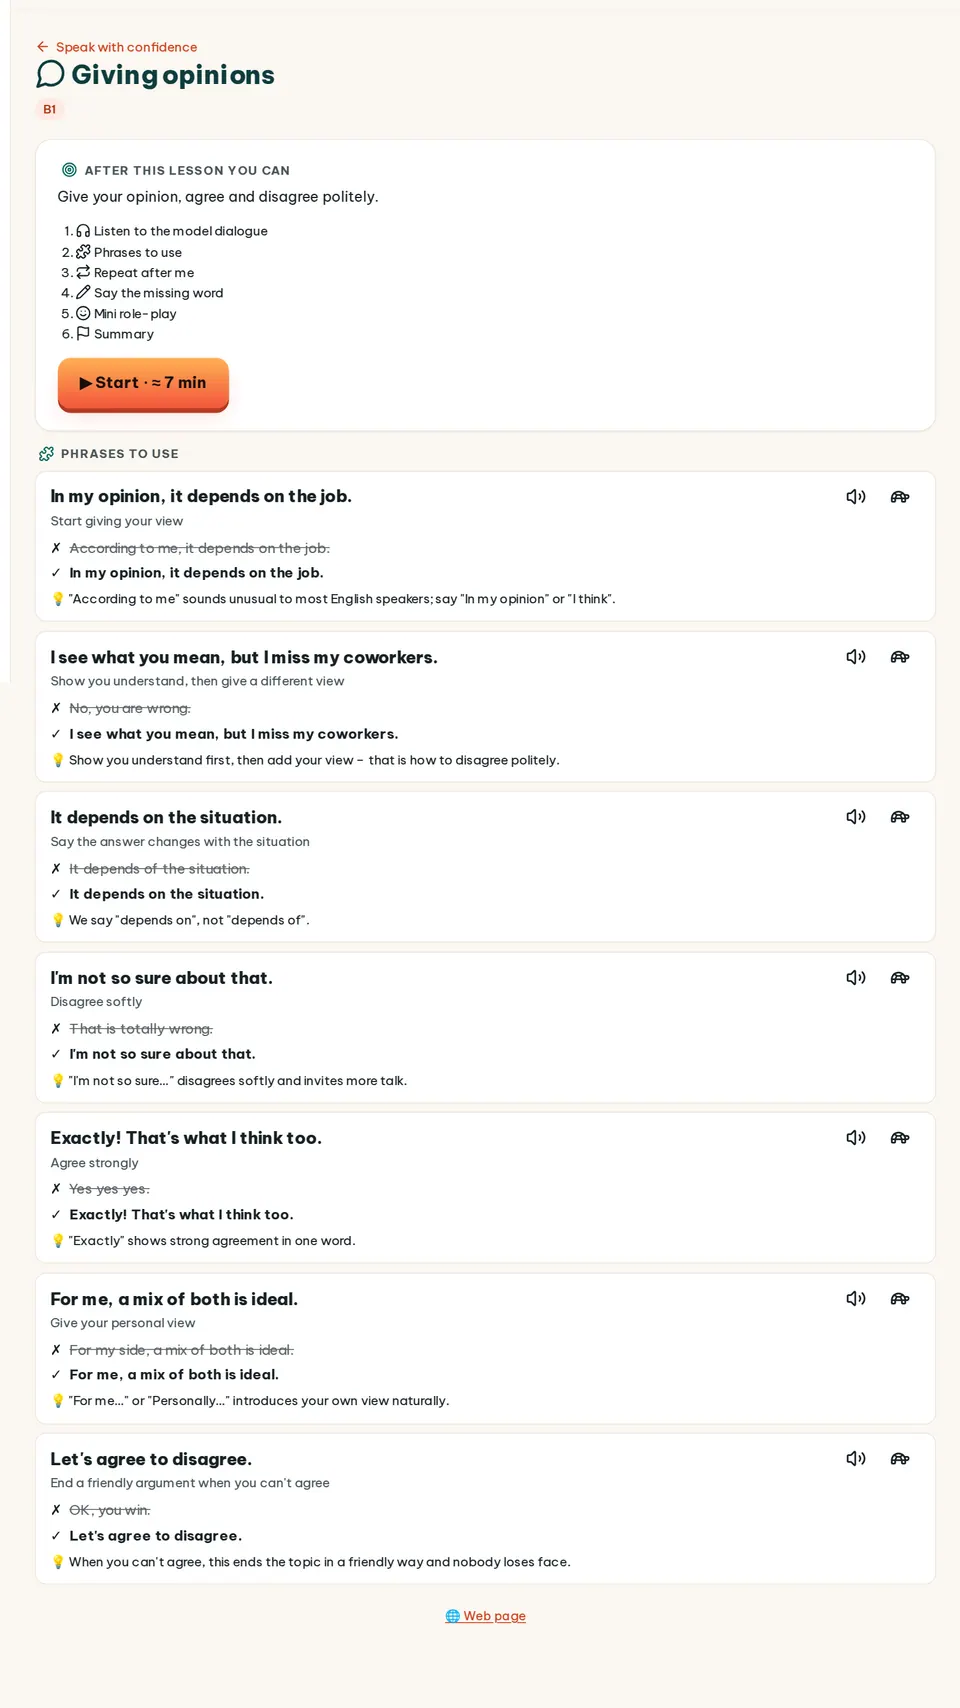 ← Speak with confidence
Giving opinions
B1
AFTER THIS LESSON YOU CAN
Give your opinion, agree and disagree politely.
1. Listen to the model dialogue
2. Phrases to use
3. Repeat after me
4. Say the missing word
5. Mini role-play
6. Summary
▶ Start · ≈ 7 min
PHRASES TO USE
In my opinion, it depends on the job.
Start giving your view
✗ According to me, it depends on the job.
✓ In my opinion, it depends on the job.
💡 "According to me" sounds unusual to most English speakers; say "In my opinion" or "I think".
I see what you mean, but I miss my coworkers.
Show you understand, then give a different view
✗ No, you are wrong.
✓ I see what you mean, but I miss my coworkers.
💡 Show you understand first, then add your view – that is how to disagree politely.
It depends on the situation.
Say the answer changes with the situation
✗ It depends of the situation.
✓ It depends on the situation.
💡 We say "depends on", not "depends of".
I'm not so sure about that.
Disagree softly
✗ That is totally wrong.
✓ I'm not so sure about that.
💡 "I'm not so sure…" disagrees softly and invites more talk.
Exactly! That's what I think too.
Agree strongly
✗ Yes yes yes.
✓ Exactly! That's what I think too.
💡 "Exactly" shows strong agreement in one word.
For me, a mix of both is ideal.
Give your personal view
✗ For my side, a mix of both is ideal.
✓ For me, a mix of both is ideal.
💡 "For me…" or "Personally…" introduces your own view naturally.
Let's agree to disagree.
End a friendly argument when you can't agree
✗ OK, you win.
✓ Let's agree to disagree.
💡 When you can't agree, this ends the topic in a friendly way and nobody loses face.
🌐 Web page